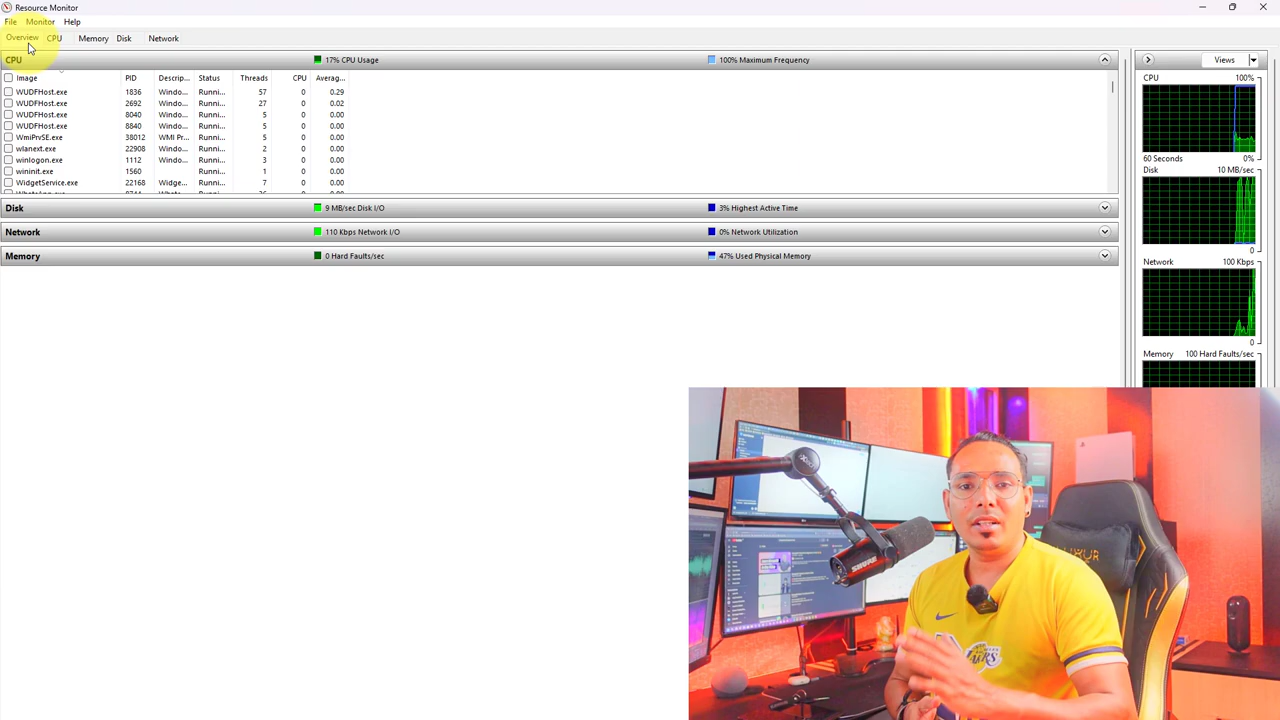 Resource Monitor
File Monitor Help
Overview CPU Memory Disk Network
CPU 17% CPU Usage 100% Maximum Frequency
Image PID Descrip... Status Threads CPU Averag...
WUDFHost.exe 1836 Windo... Runni... 57 0 0.29
WUDFHost.exe 2692 Windo... Runni... 27 0 0.02
WUDFHost.exe 8040 Windo... Runni... 5 0 0.00
WUDFHost.exe 8840 Windo... Runni... 5 0 0.00
WmiPrvSE.exe 38012 WMI Pr... Runni... 5 0 0.00
wlanext.exe 22908 Windo... Runni... 2 0 0.00
winlogon.exe 1112 Windo... Runni... 3 0 0.00
wininit.exe 1560 Runni... 1 0 0.00
WidgetService.exe 22168 Widge... Runni... 7 0 0.00
Disk 9 MB/sec Disk I/O 3% Highest Active Time
Network 110 Kbps Network I/O 0% Network Utilization
Memory 0 Hard Faults/sec 47% Used Physical Memory
Views
CPU 100%
60 Seconds 0%
Disk 10 MB/sec
0
Network 100 Kbps
0
Memory 100 Hard Faults/sec
SHURE
LAKERS